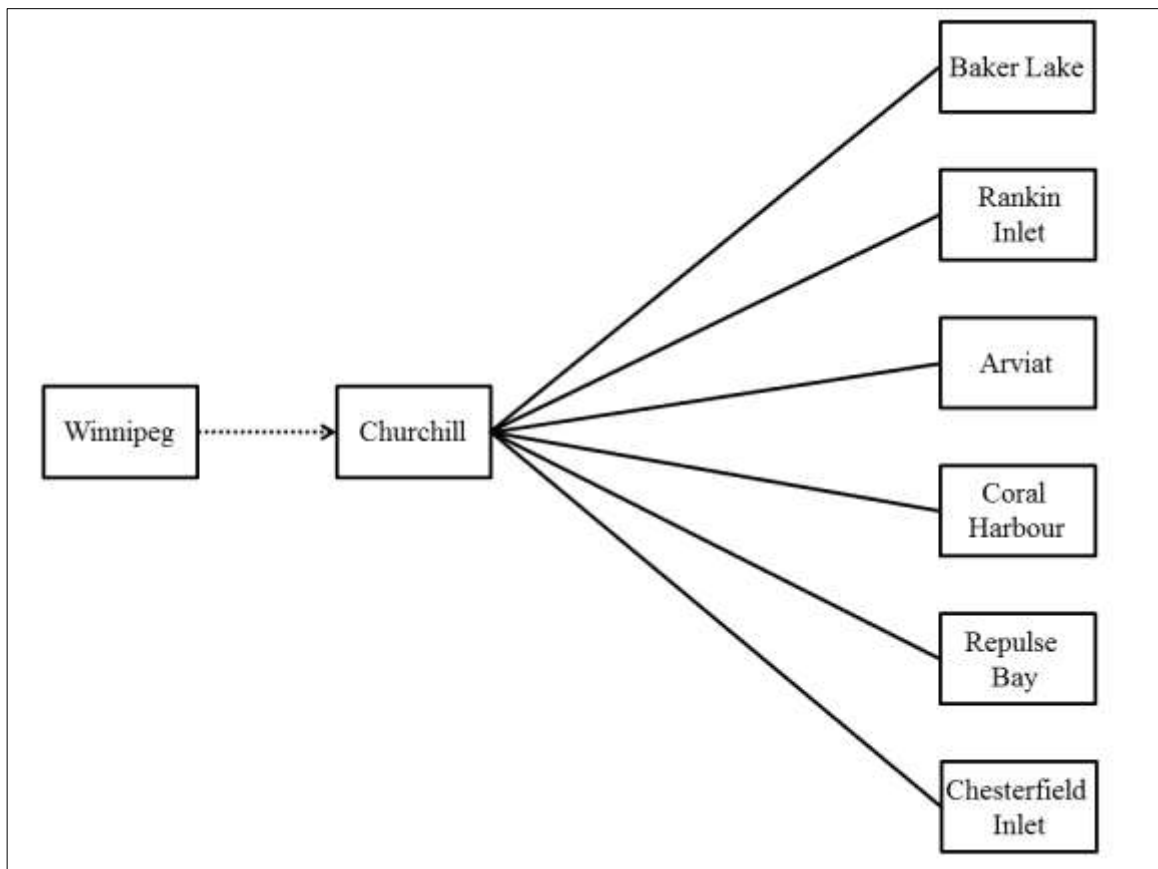 Baker Lake
Rankin
Inlet
Arviat
Winnipeg
Churchill
Coral
Harbour
Repulse
Bay
Chesterfield
Inlet